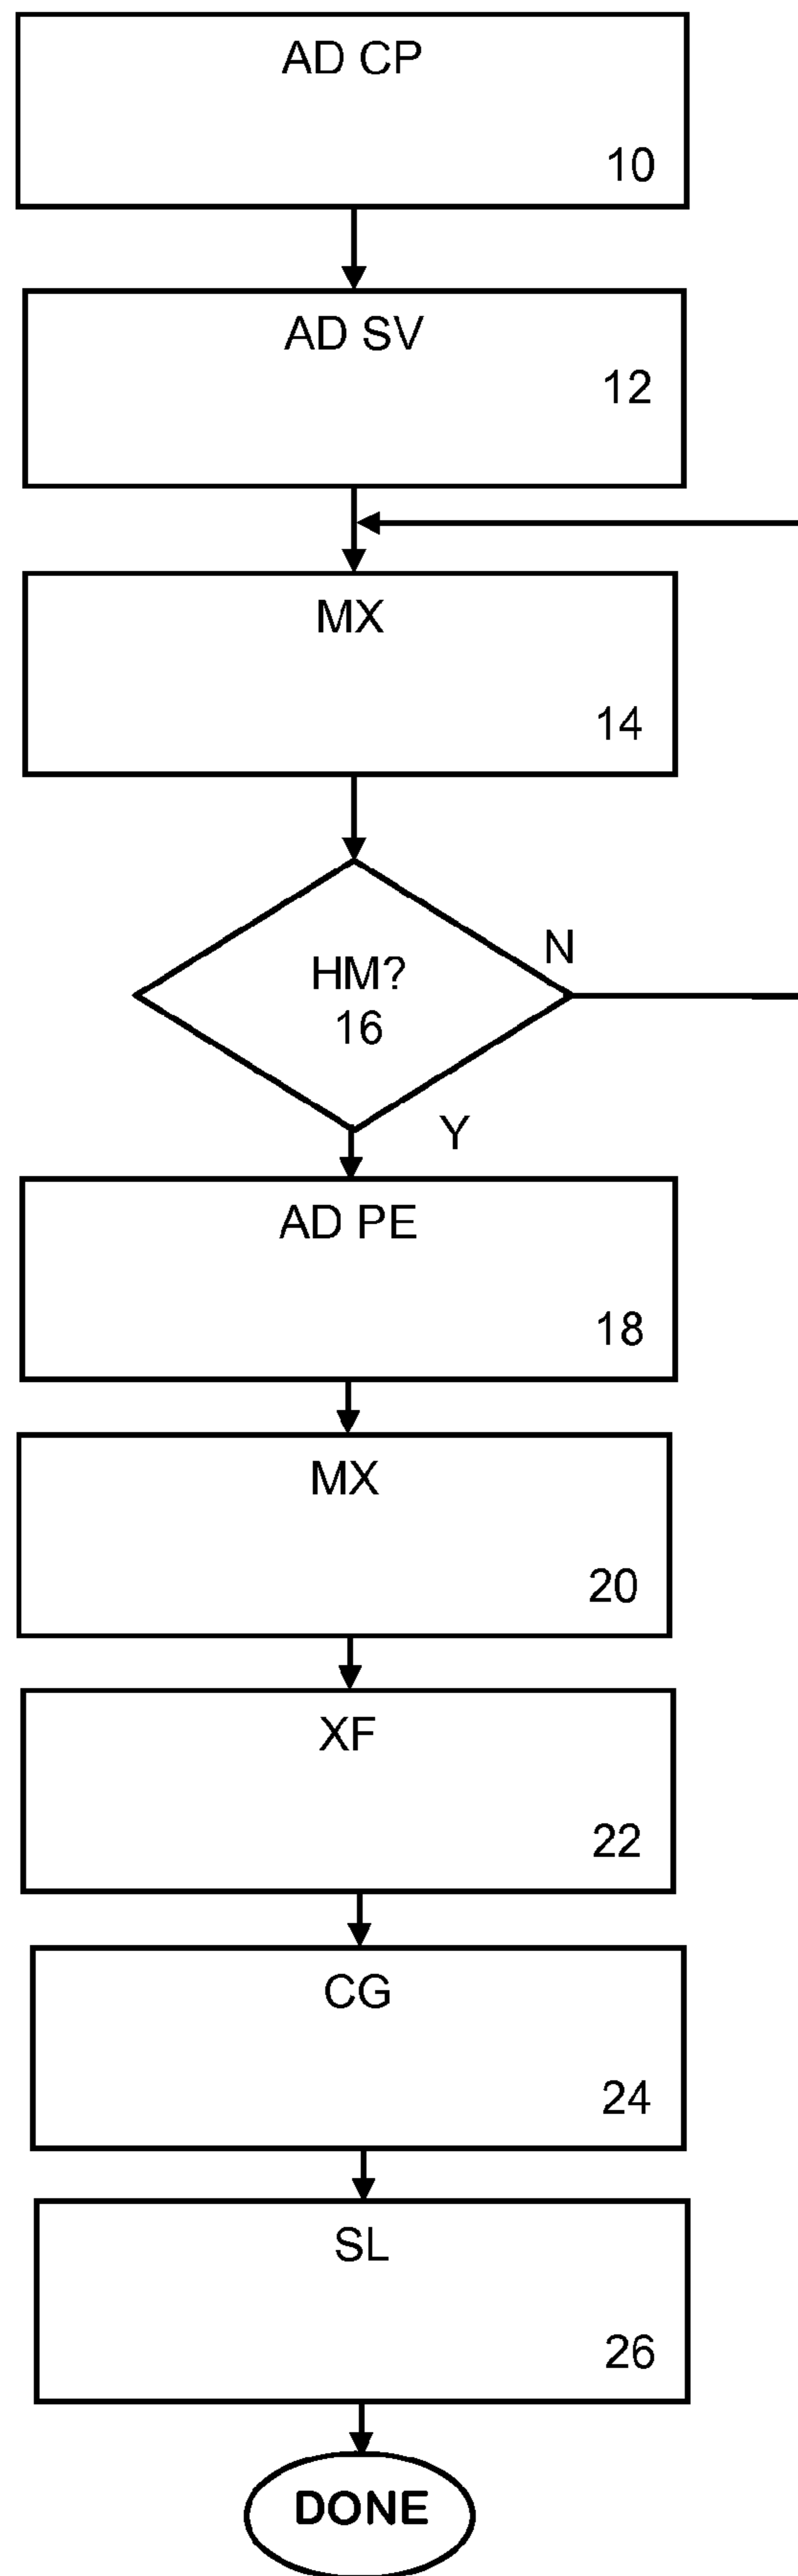 AD CP
10
AD SV
12
MX
14
HM?
16
N
Y
AD PE
18
MX
20
XF
22
CG
24
SL
26
DONE